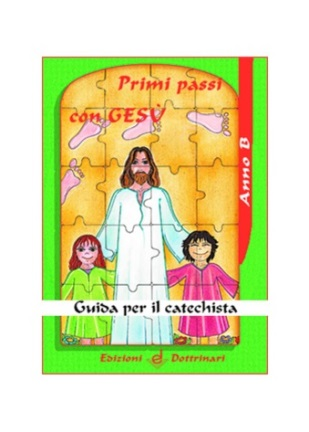 Primi passi
con GESÙ
Anno B
Guida per il catechista
Edizioni Dottrinari